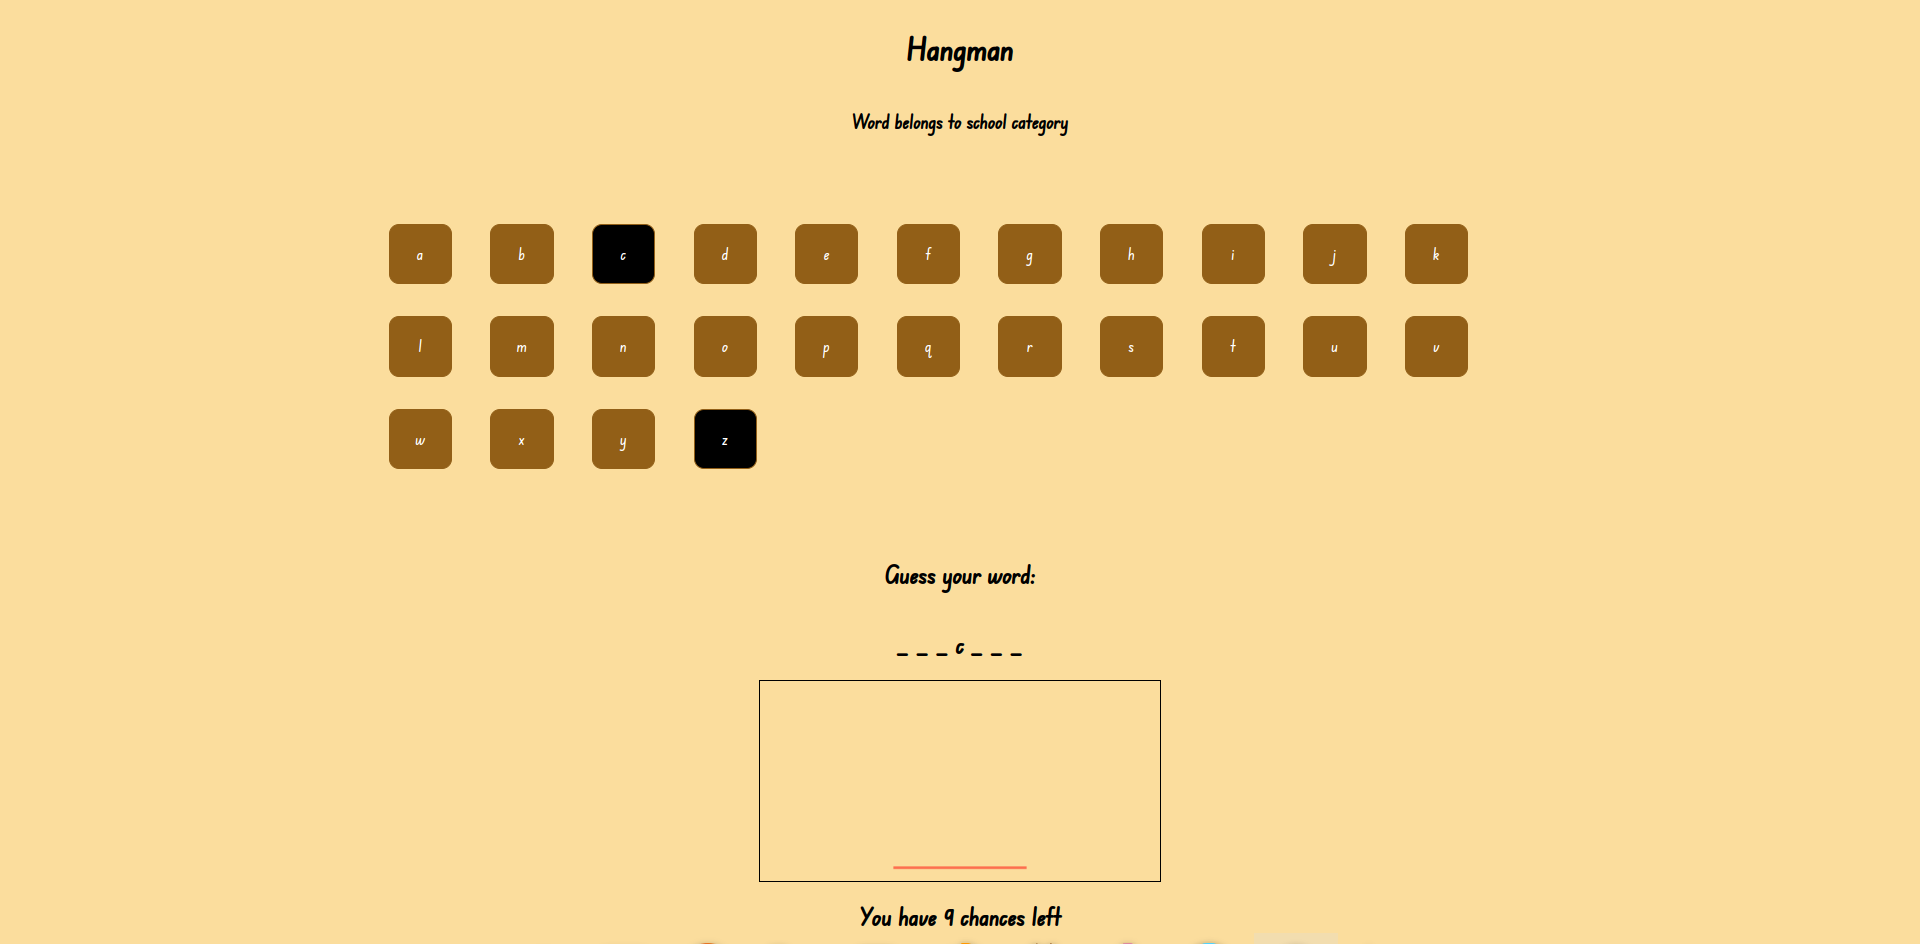 Hangman
Word belongs to school category
a b c d e f g h i j k
l m n o p q r s t u v
w x y z
Guess your word:
_ _ _ c _ _ _
You have 9 chances left